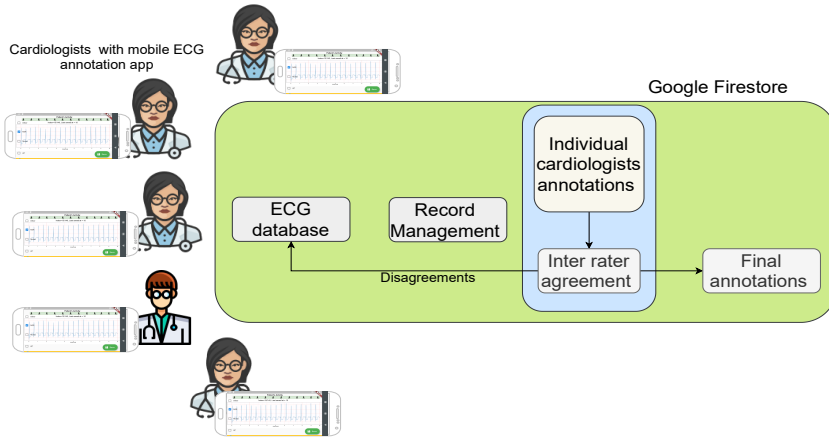 Cardiologists with mobile ECG
annotation app
Google Firestore
Individual
cardiologists
annotations
ECG
database
Record
Management
Inter rater
agreement
Final
annotations
Disagreements